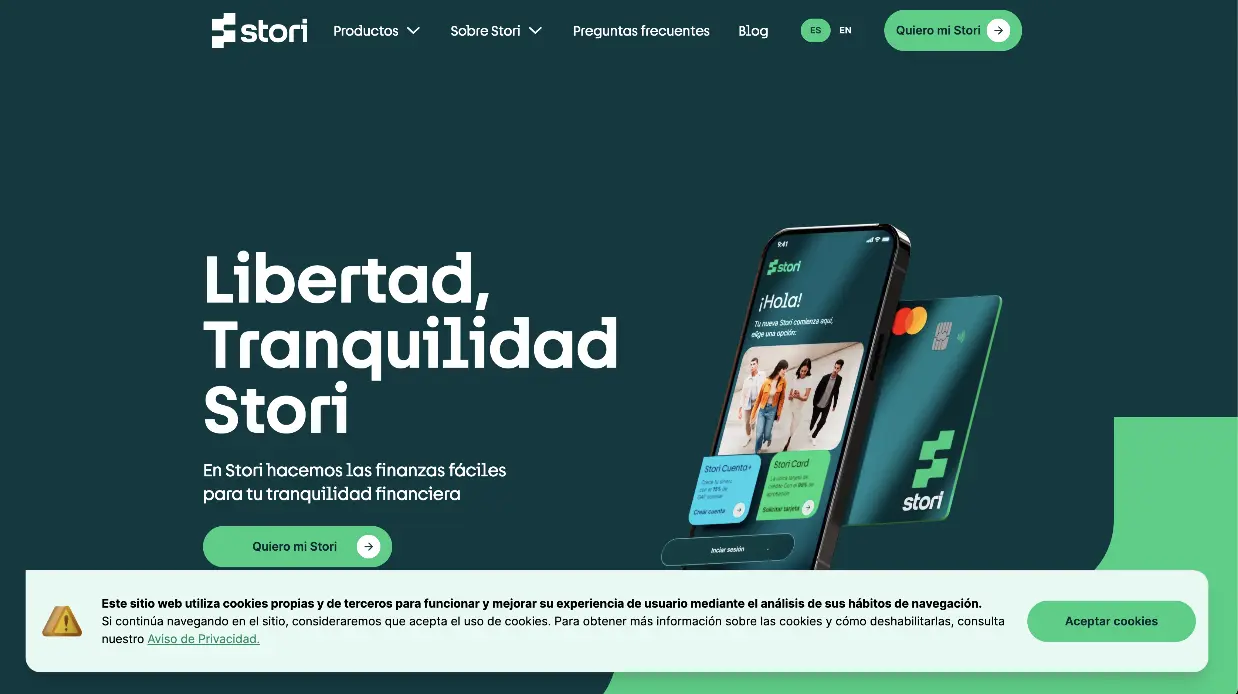 stori
Productos
Sobre Stori
Preguntas frecuentes
Blog
ES
EN
Quiero mi Stori
Libertad,
Tranquilidad
Stori
En Stori hacemos las finanzas fáciles
para tu tranquilidad financiera
Quiero mi Stori
9:41
stori
¡Hola!
Tu nueva Stori comienza aquí,
elige una opción:
Stori Cuenta+
Crear cuenta
Stori Card
Solicitar tarjeta
Iniciar sesión
stori
Este sitio web utiliza cookies propias y de terceros para funcionar y mejorar su experiencia de usuario mediante el análisis de sus hábitos de navegación.
Si continúa navegando en el sitio, consideraremos que acepta el uso de cookies. Para obtener más información sobre las cookies y cómo deshabilitarlas, consulta
nuestro Aviso de Privacidad.
Aceptar cookies